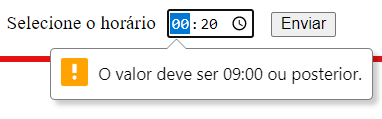 Selecione o horário 00:20 Enviar
O valor deve ser 09:00 ou posterior.